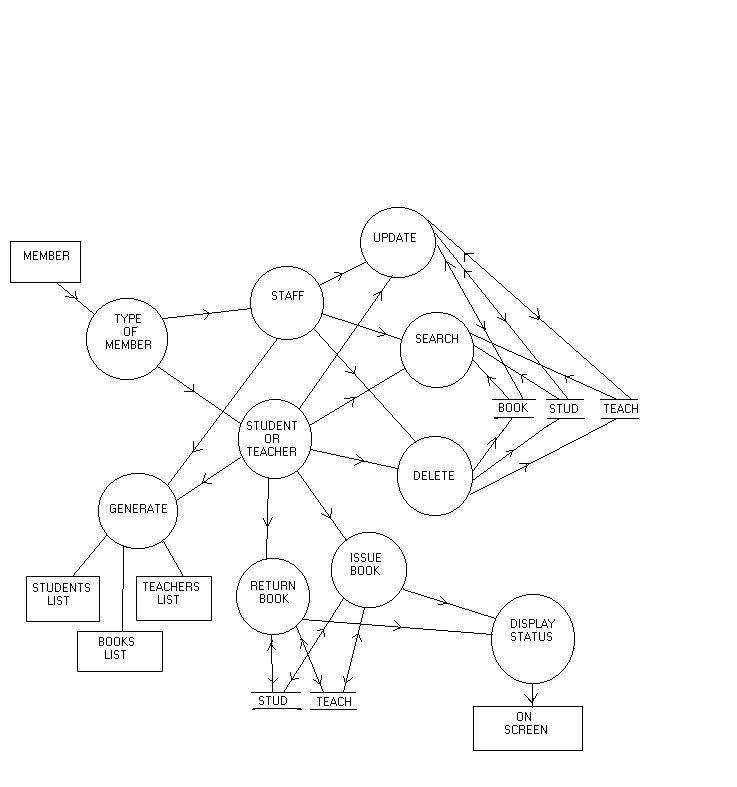 UPDATE
MEMBER
STAFF
TYPE
OF
MEMBER
SEARCH
BOOK
STUD
TEACH
STUDENT
OR
TEACHER
DELETE
GENERATE
ISSUE
BOOK
STUDENTS
LIST
TEACHERS
LIST
RETURN
BOOK
BOOKS
LIST
DISPLAY
STATUS
STUD
TEACH
ON
SCREEN